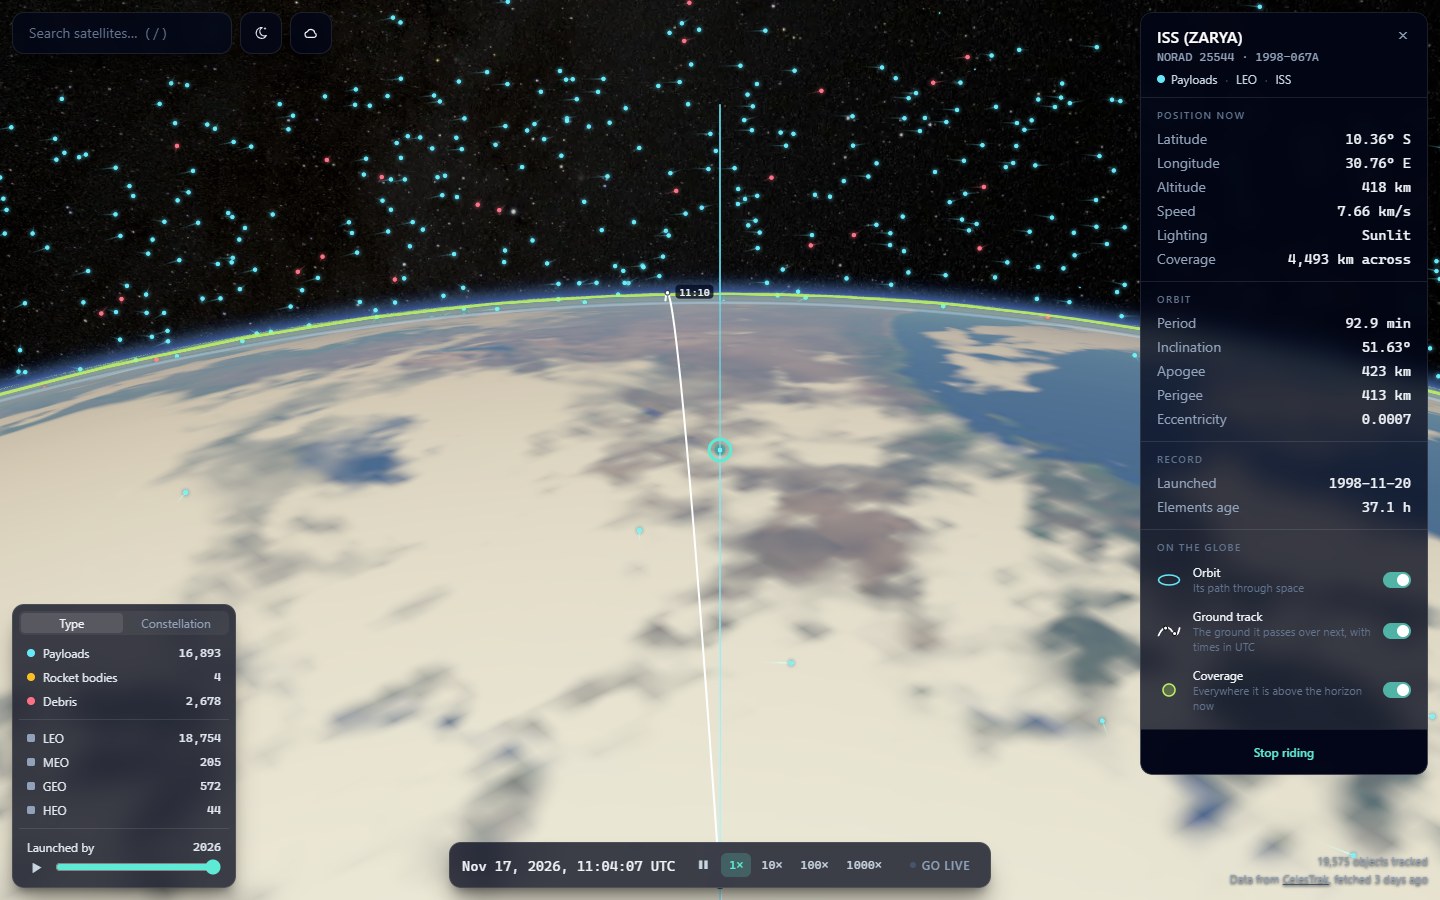 Search satellites... (/)
ISS (ZARYA)
NORAD 25544 · 1998-067A
Payloads · LEO · ISS
POSITION NOW
Latitude 10.36° S
Longitude 30.76° E
Altitude 418 km
Speed 7.66 km/s
Lighting Sunlit
Coverage 4,493 km across
ORBIT
Period 92.9 min
Inclination 51.63°
Apogee 423 km
Perigee 413 km
Eccentricity 0.0007
RECORD
Launched 1998-11-20
Elements age 37.1 h
ON THE GLOBE
Orbit
Its path through space
Ground track
The ground it passes over next, with
times in UTC
Coverage
Everywhere it is above the horizon
now
Stop riding
11:10
Type Constellation
Payloads 16,893
Rocket bodies 4
Debris 2,678
LEO 18,754
MEO 205
GEO 572
HEO 44
Launched by 2026
Nov 17, 2026, 11:04:07 UTC 1× 10× 100× 1000× GO LIVE
19,575 objects tracked
Data from CelesTrak, fetched 3 days ago